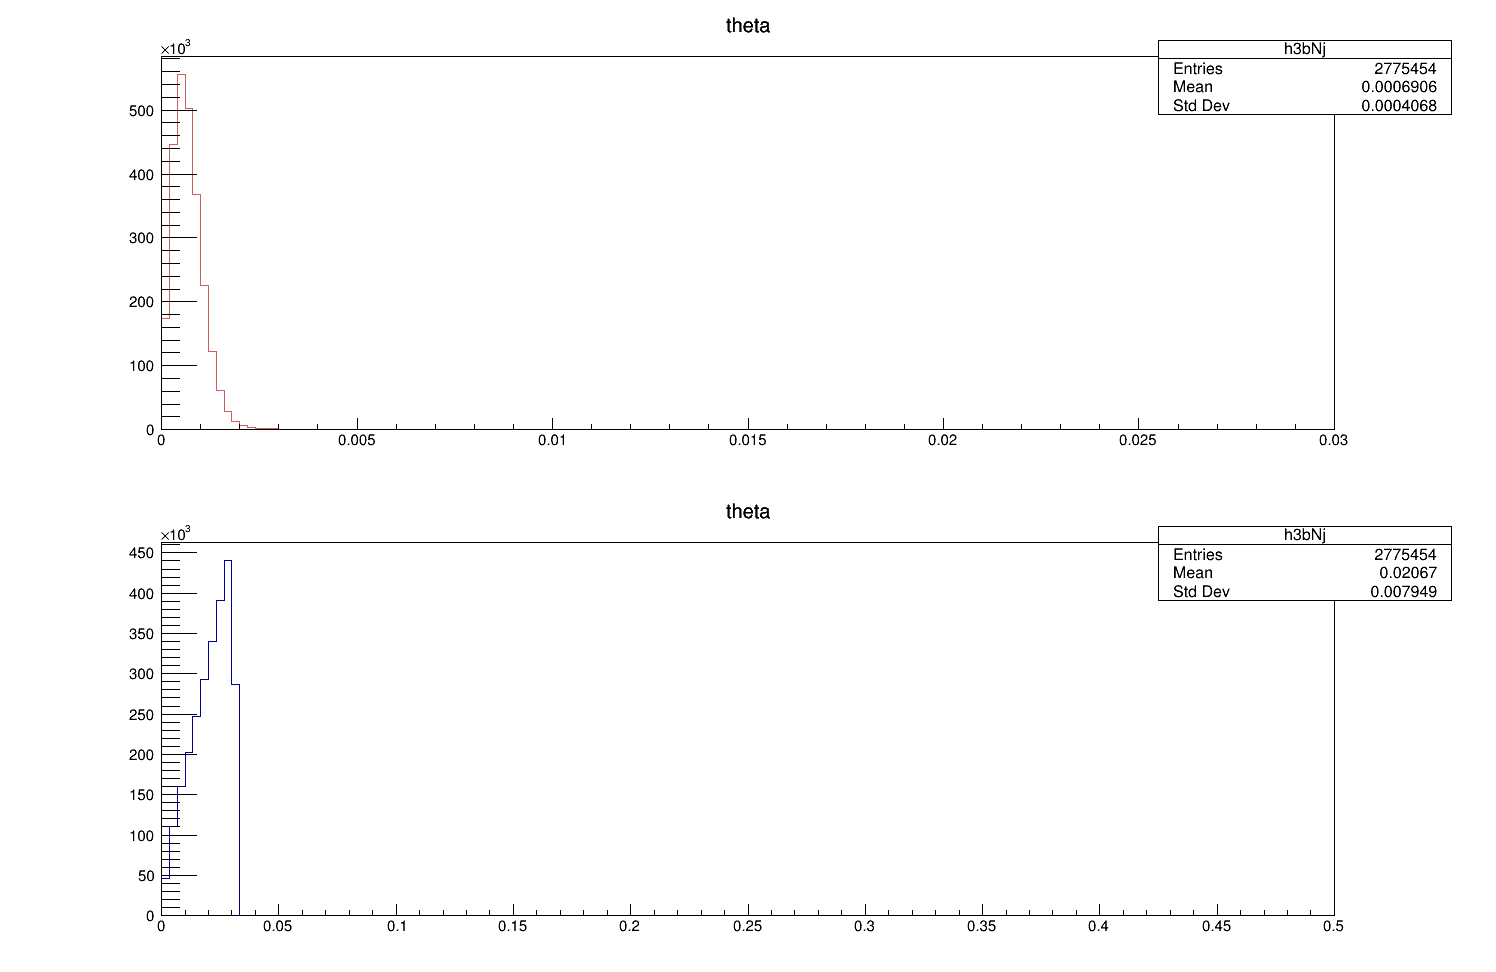 theta
×10³
h3bNj
Entries 2775454
Mean 0.0006906
Std Dev 0.0004068
500
400
300
200
100
0
0 0.005 0.01 0.015 0.02 0.025 0.03
theta
×10³
h3bNj
Entries 2775454
Mean 0.02067
Std Dev 0.007949
450
400
350
300
250
200
150
100
50
0
0 0.05 0.1 0.15 0.2 0.25 0.3 0.35 0.4 0.45 0.5